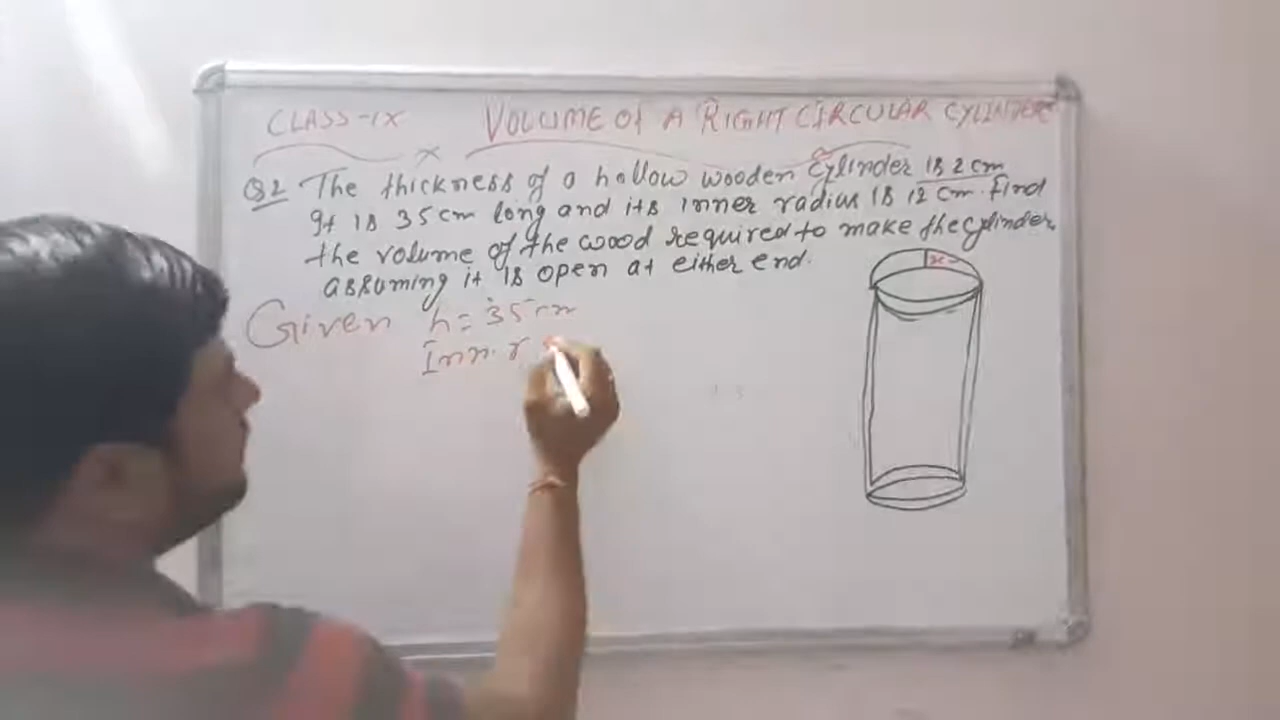 CLASS-IX VOLUME OF A RIGHT CIRCULAR CYLINDER
Q2 The thickness of a hollow wooden cylinder is 2 cm
It is 35 cm long and its inner radius is 12 cm. Find
the volume of the wood required to make the cylinder
assuming it is open at either end.
Given h = 35 cm
Inn. r